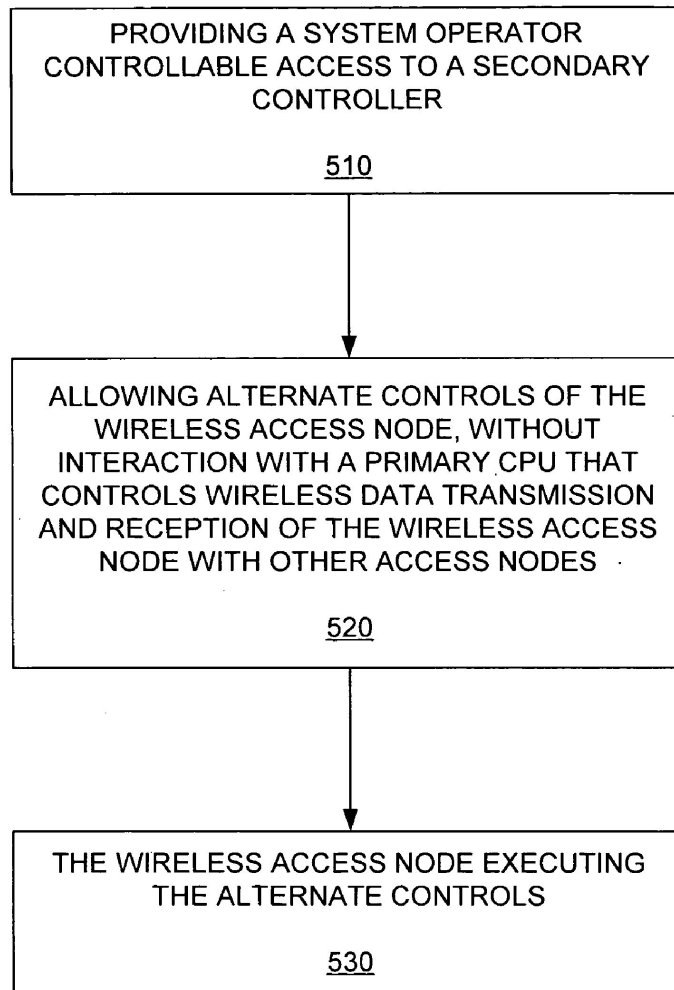 PROVIDING A SYSTEM OPERATOR
CONTROLLABLE ACCESS TO A SECONDARY
CONTROLLER
510
ALLOWING ALTERNATE CONTROLS OF THE
WIRELESS ACCESS NODE, WITHOUT
INTERACTION WITH A PRIMARY CPU THAT
CONTROLS WIRELESS DATA TRANSMISSION
AND RECEPTION OF THE WIRELESS ACCESS
NODE WITH OTHER ACCESS NODES
520
THE WIRELESS ACCESS NODE EXECUTING
THE ALTERNATE CONTROLS
530